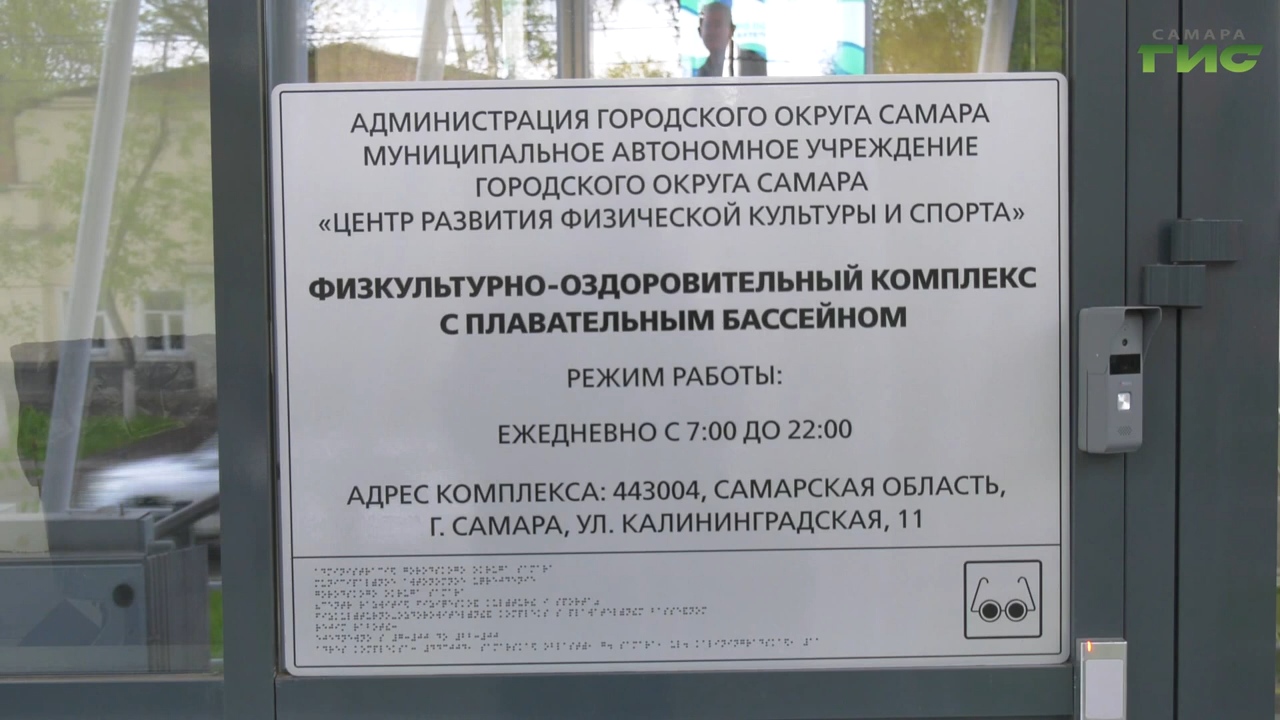 САМАРА
ГИС
АДМИНИСТРАЦИЯ ГОРОДСКОГО ОКРУГА САМАРА
МУНИЦИПАЛЬНОЕ АВТОНОМНОЕ УЧРЕЖДЕНИЕ
ГОРОДСКОГО ОКРУГА САМАРА
«ЦЕНТР РАЗВИТИЯ ФИЗИЧЕСКОЙ КУЛЬТУРЫ И СПОРТА»
ФИЗКУЛЬТУРНО-ОЗДОРОВИТЕЛЬНЫЙ КОМПЛЕКС
С ПЛАВАТЕЛЬНЫМ БАССЕЙНОМ
РЕЖИМ РАБОТЫ:
ЕЖЕДНЕВНО С 7:00 ДО 22:00
АДРЕС КОМПЛЕКСА: 443004, САМАРСКАЯ ОБЛАСТЬ,
Г. САМАРА, УЛ. КАЛИНИНГРАДСКАЯ, 11